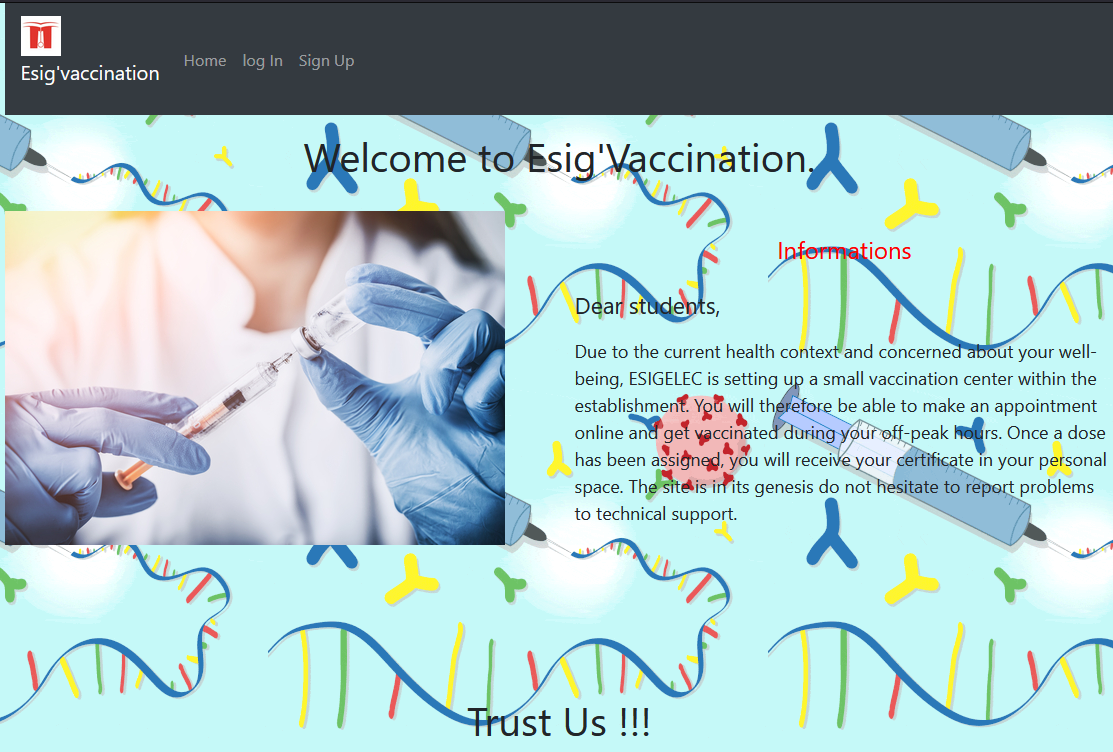 Esig'vaccination
Home log In Sign Up
Welcome to Esig'Vaccination.
Informations
Dear students,
Due to the current health context and concerned about your well-
being, ESIGELEC is setting up a small vaccination center within the
establishment. You will therefore be able to make an appointment
online and get vaccinated during your off-peak hours. Once a dose
has been assigned, you will receive your certificate in your personal
space. The site is in its genesis do not hesitate to report problems
to technical support.
Trust Us !!!